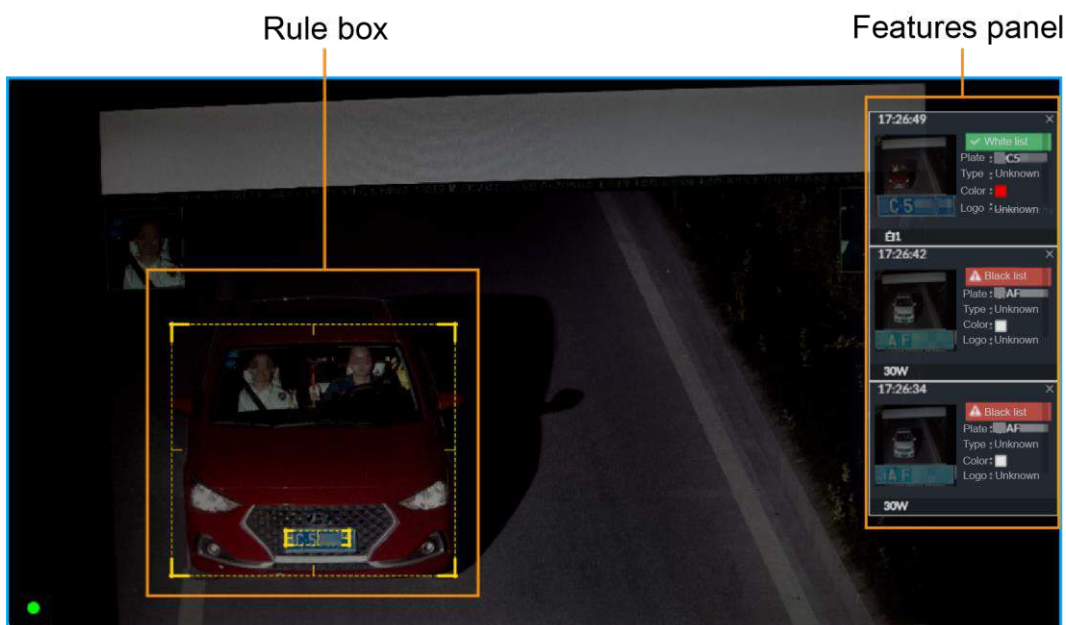 Rule box
Features panel
17:26:49
White list
Plate : C5
Type : Unknown
Color :
Logo : Unknown
C·5
白1
17:26:42
Black list
Plate : AF
Type : Unknown
Color:
Logo : Unknown
A F
30W
17:26:34
Black list
Plate : AF
Type : Unknown
Color:
Logo : Unknown
A F
30W
C·5